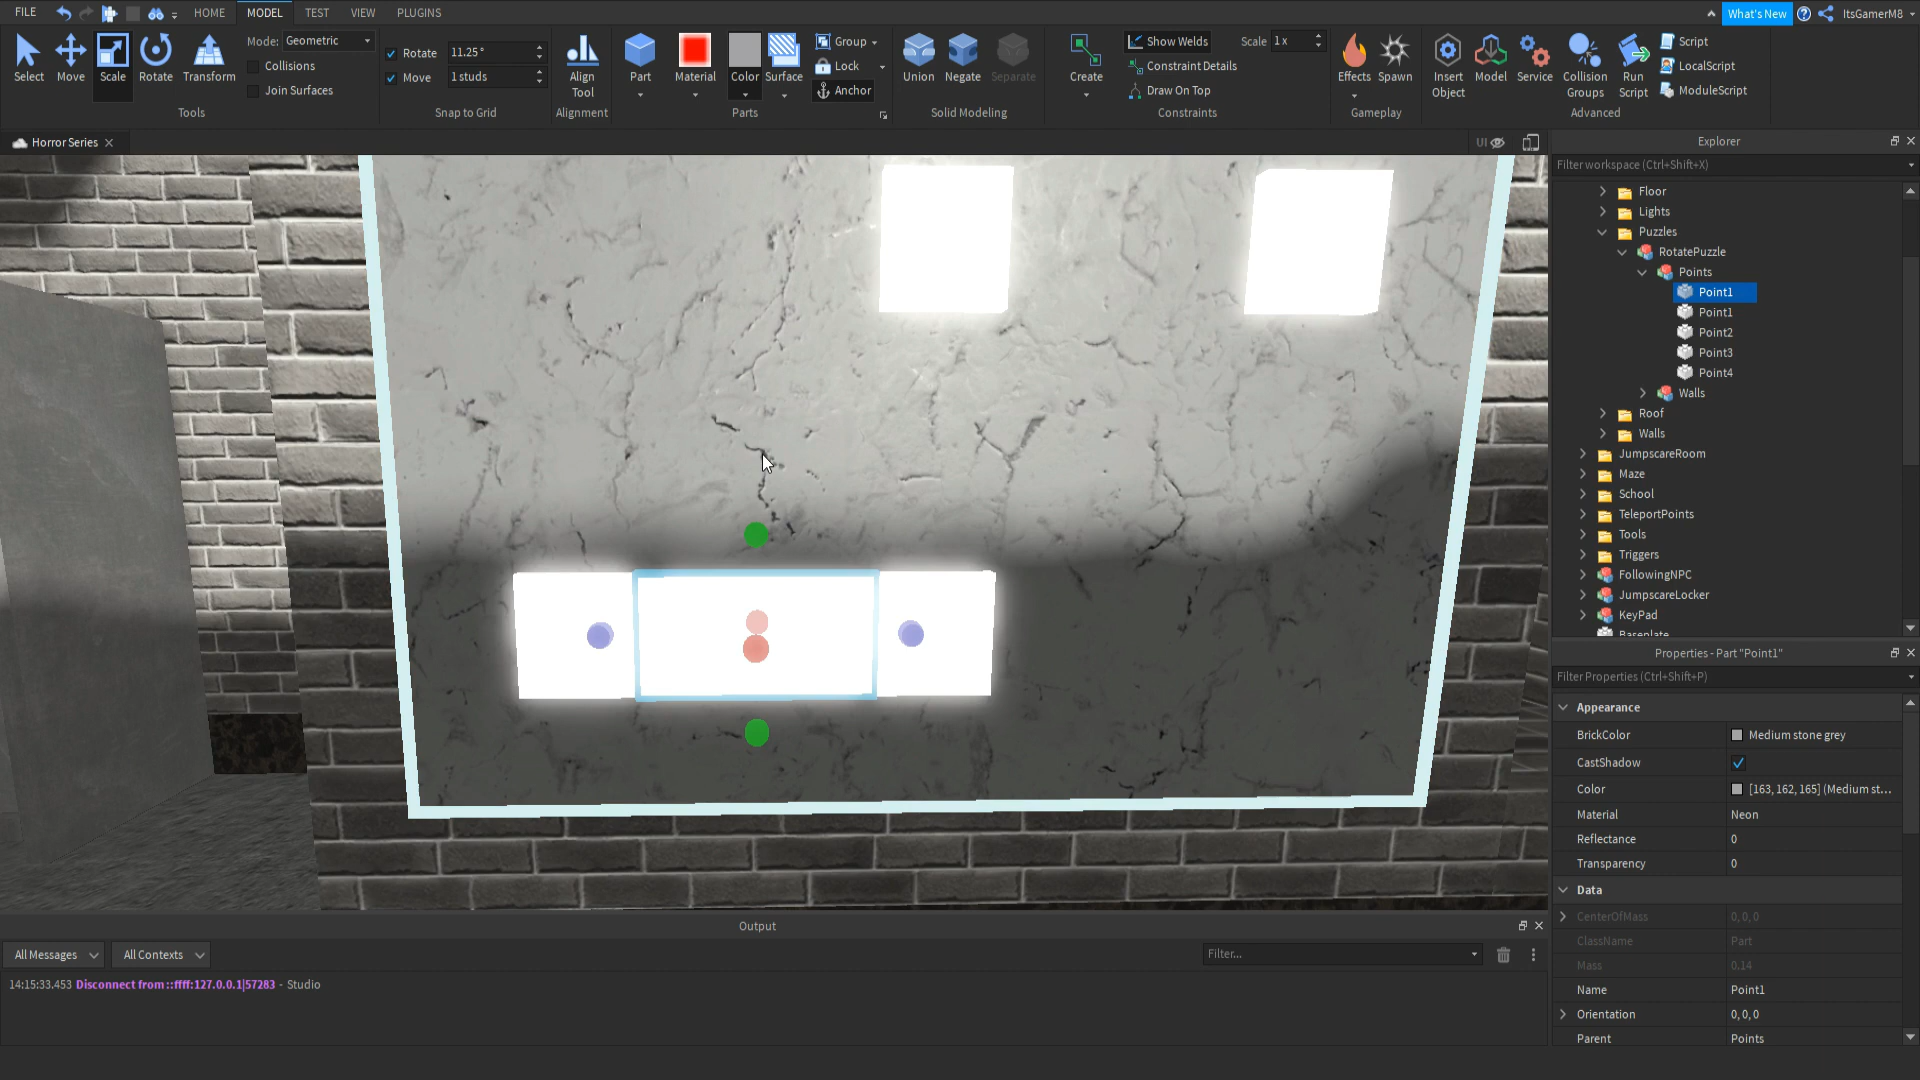 FILE HOME MODEL TEST VIEW PLUGINS What's New ItsGamerM8
Select Move Scale Rotate Transform
Mode: Geometric
Collisions
Join Surfaces
Tools
Rotate 11.25 °
Move 1 studs
Snap to Grid
Align Tool
Alignment
Part Material Color Surface
Group
Lock
Anchor
Parts
Union Negate Separate
Solid Modeling
Create
Show Welds Scale 1 x
Constraint Details
Draw On Top
Constraints
Effects Spawn
Gameplay
Insert Object Model Service Collision Groups Run Script
Script
LocalScript
ModuleScript
Advanced
Horror Series
UI
Explorer
Filter workspace (Ctrl+Shift+X)
Floor
Lights
Puzzles
RotatePuzzle
Points
Point1
Point1
Point2
Point3
Point4
Walls
Roof
Walls
JumpscareRoom
Maze
School
TeleportPoints
Tools
Triggers
FollowingNPC
JumpscareLocker
KeyPad
Baseplate
Properties - Part "Point1"
Filter Properties (Ctrl+Shift+P)
Appearance
BrickColor Medium stone grey
CastShadow
Color [163, 162, 165] (Medium st...
Material Neon
Reflectance 0
Transparency 0
Data
CenterOfMass 0, 0, 0
ClassName Part
Mass 0.14
Name Point1
Orientation 0, 0, 0
Parent Points
Output
All Messages All Contexts Filter...
14:15:33.453 Disconnect from ::ffff:127.0.0.1|57283 - Studio